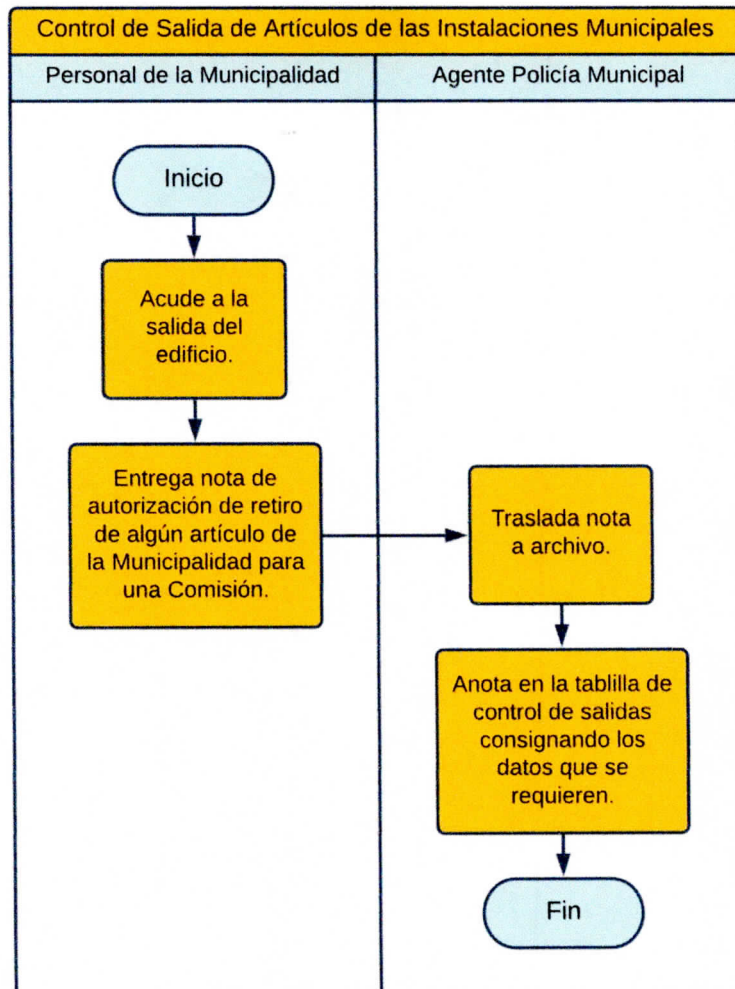 Control de Salida de Artículos de las Instalaciones Municipales
Personal de la Municipalidad
Agente Policía Municipal
Inicio
Acude a la
salida del
edificio.
Entrega nota de
autorización de retiro
de algún artículo de
la Municipalidad para
una Comisión.
Traslada nota
a archivo.
Anota en la tablilla de
control de salidas
consignando los
datos que se
requieren.
Fin